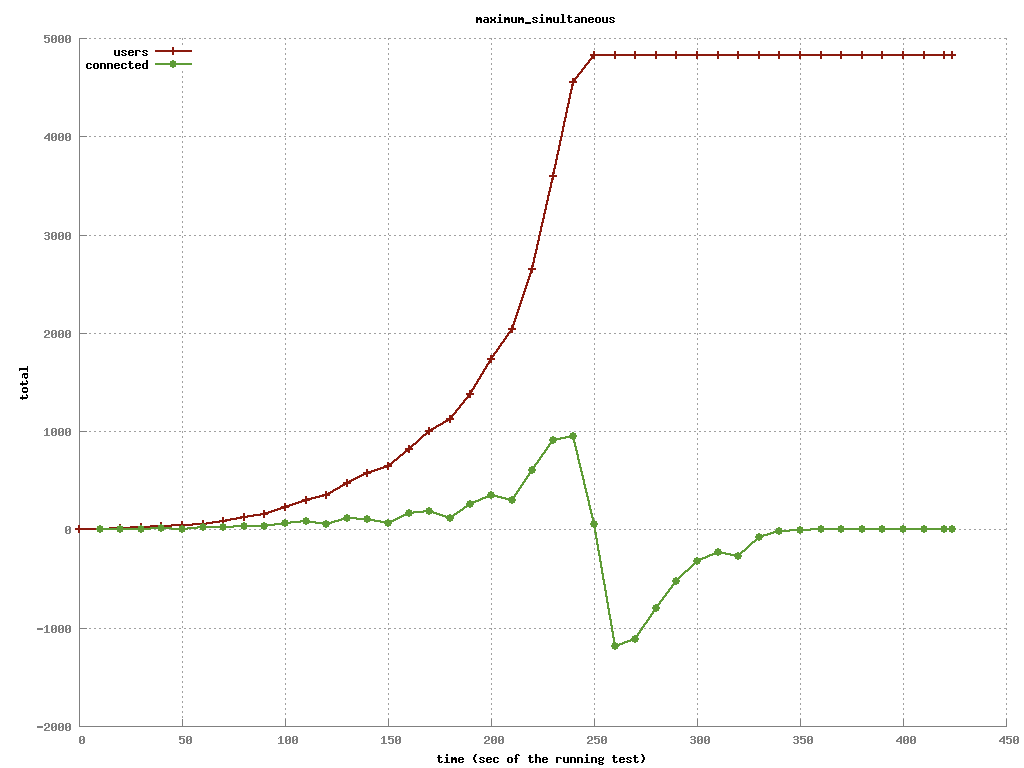 maximum_simultaneous
users
connected
5000
4000
3000
2000
1000
0
-1000
-2000
total
0 50 100 150 200 250 300 350 400 450
time (sec of the running test)